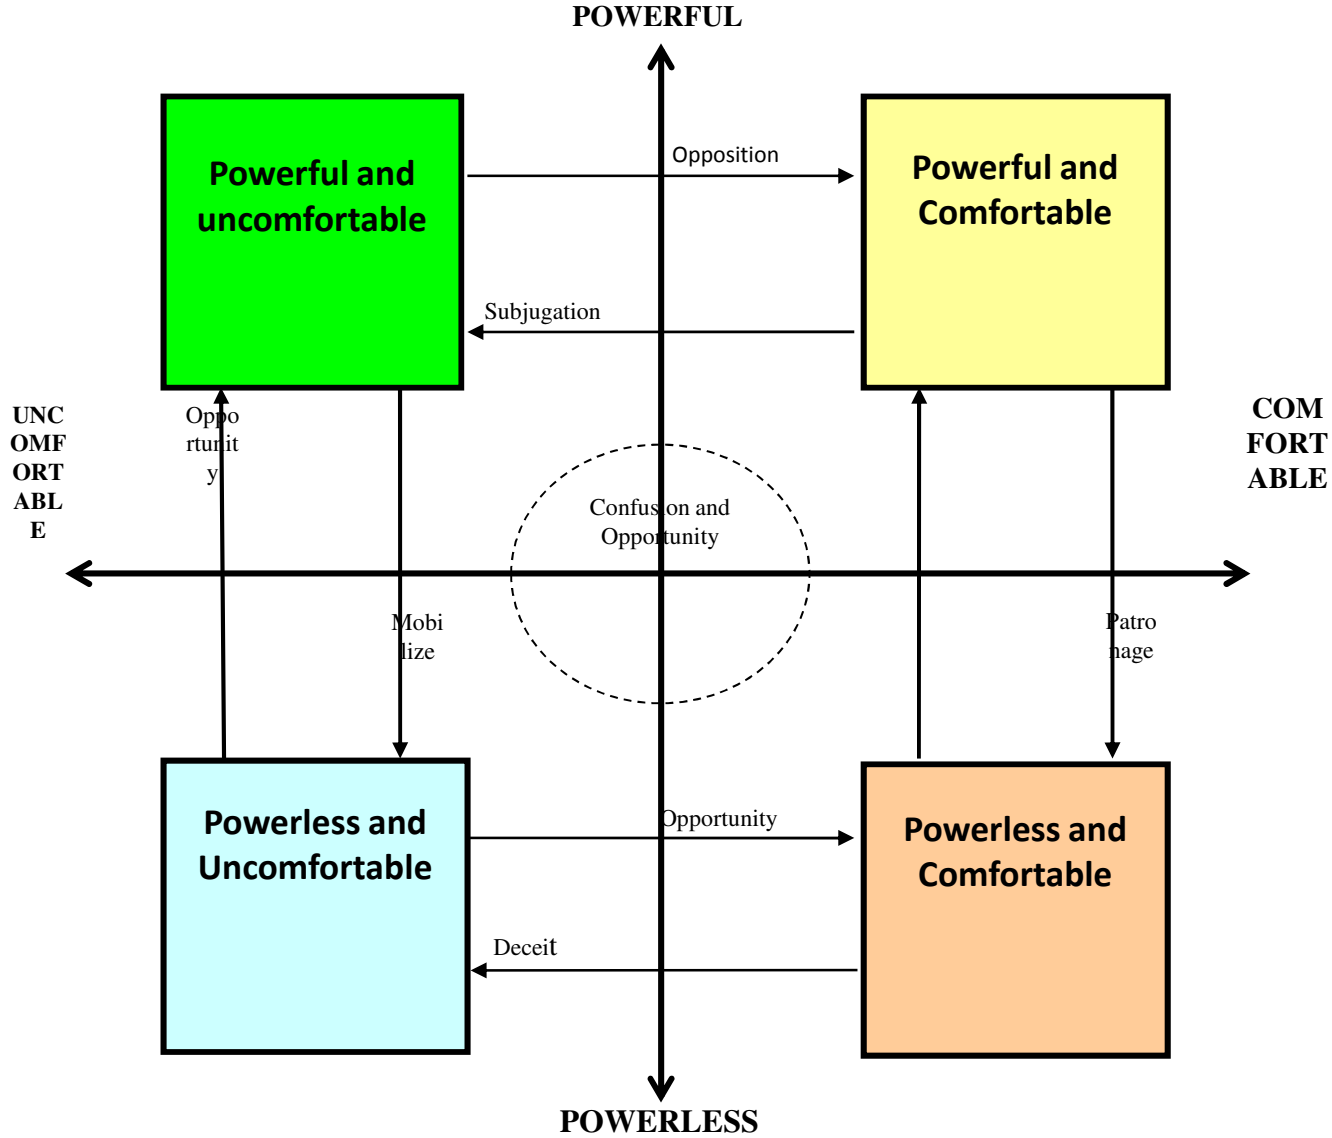 POWERFUL
Powerful and
uncomfortable
Opposition
Powerful and
Comfortable
Subjugation
UNC
OMF
ORT
ABL
E
Oppo
rtunit
y
COM
FORT
ABLE
Confusion and
Opportunity
Mobi
lize
Patro
nage
Powerless and
Uncomfortable
Opportunity
Powerless and
Comfortable
Deceit
POWERLESS